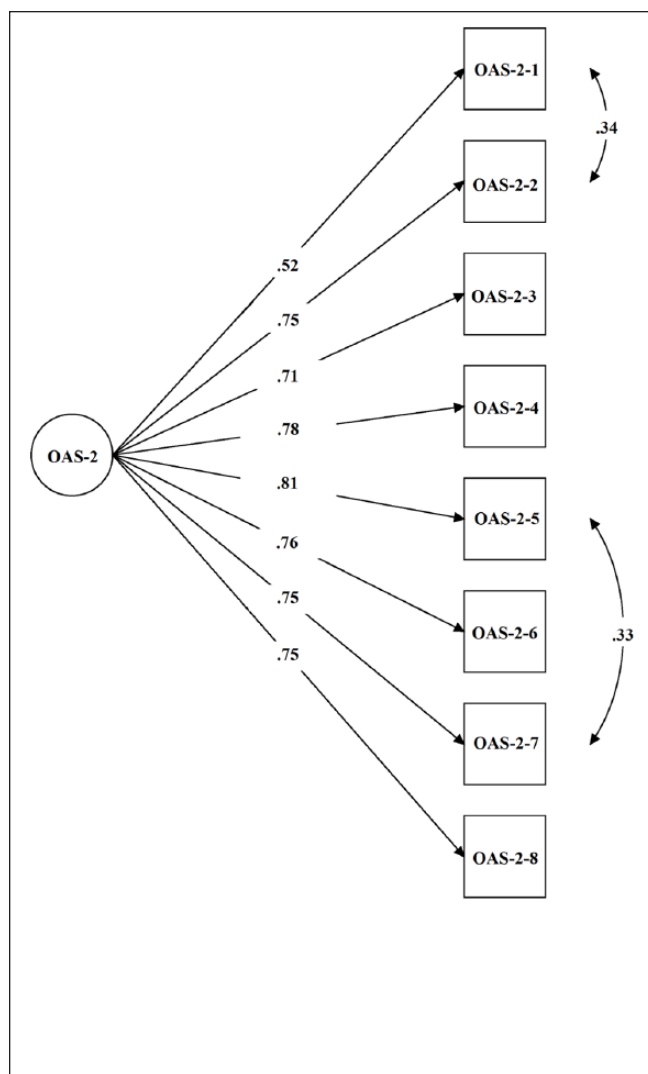 OAS-2-1
.34
OAS-2-2
.52
OAS-2-3
.75
.71
OAS-2-4
.78
OAS-2
.81
OAS-2-5
.76
.75
OAS-2-6
.33
.75
OAS-2-7
OAS-2-8